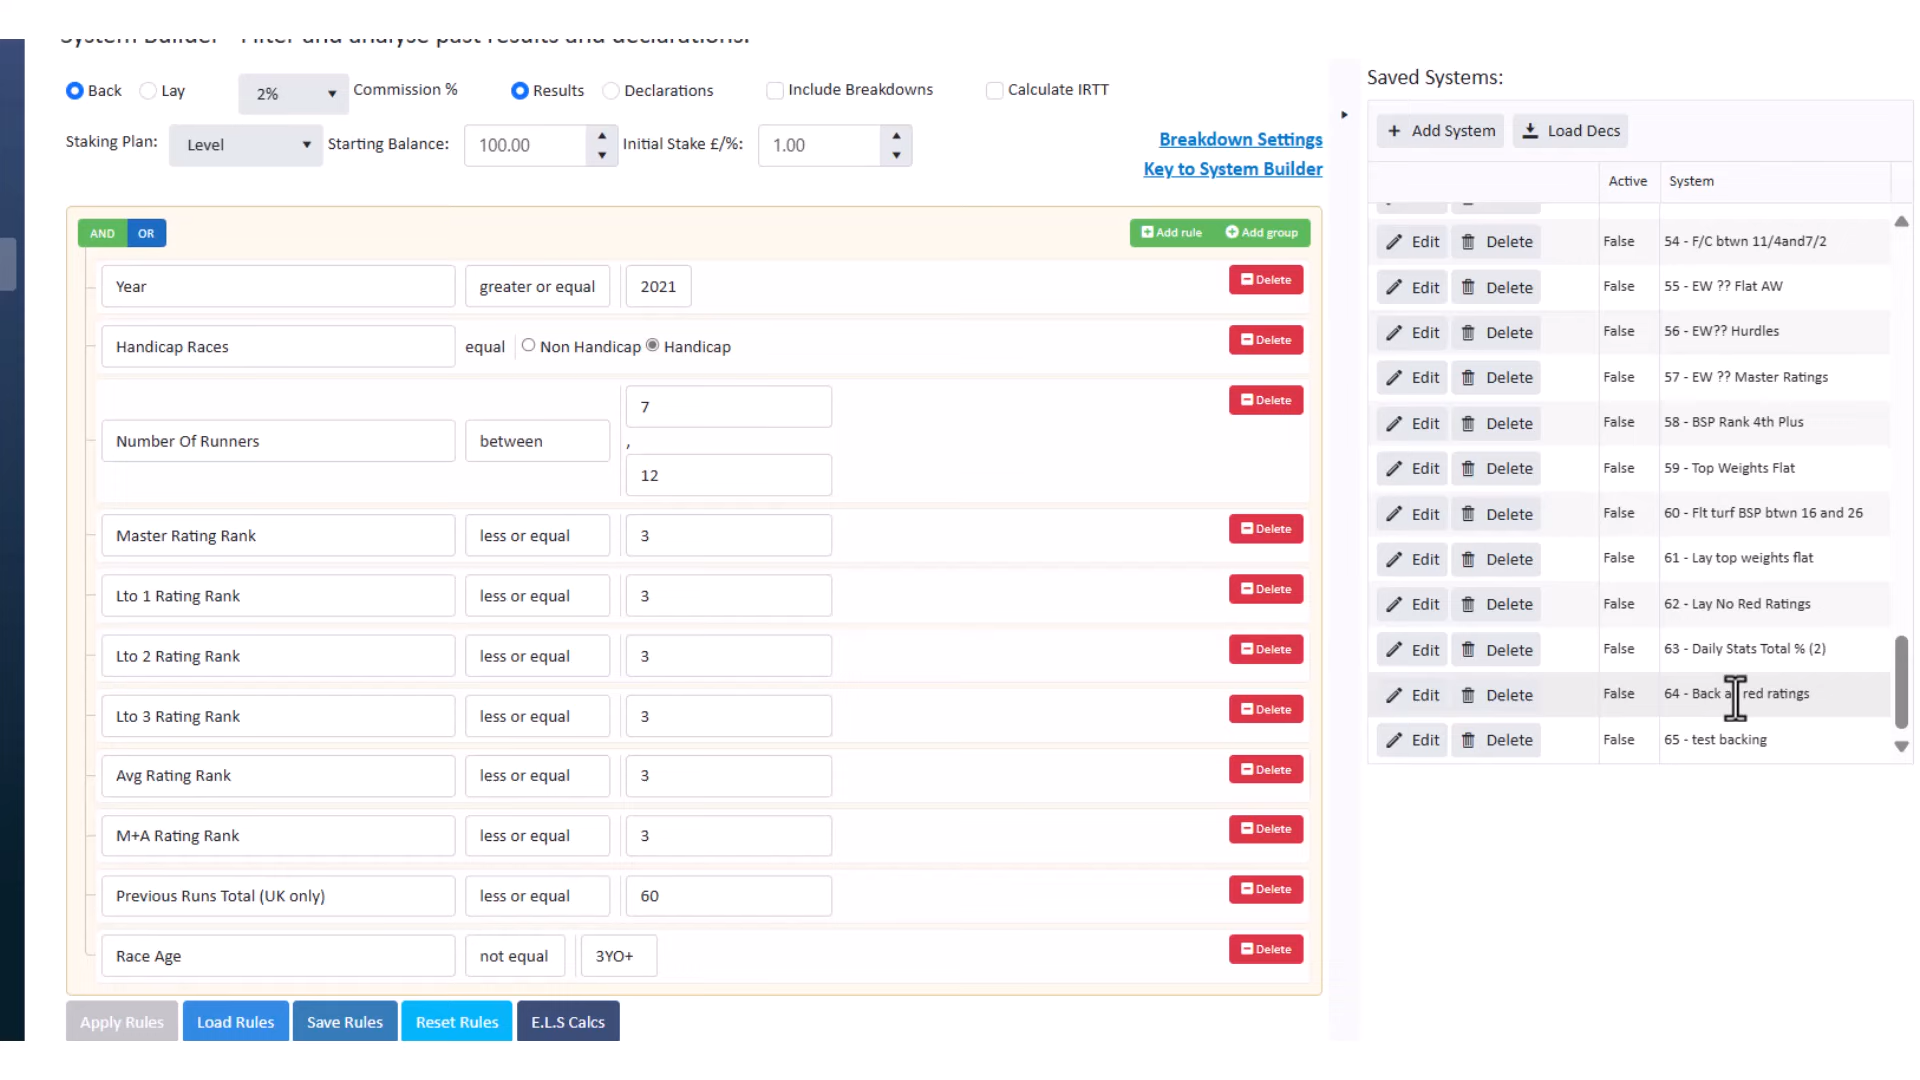 System Builder - Filter and analyse past results and declarations.
Back Lay 2% Commission % Results Declarations Include Breakdowns Calculate IRTT
Staking Plan: Level Starting Balance: 100.00 Initial Stake £/%: 1.00
Breakdown Settings
Key to System Builder
AND OR Add rule Add group
Year greater or equal 2021 Delete
Handicap Races equal Non Handicap Handicap Delete
Number Of Runners between 7 , 12 Delete
Master Rating Rank less or equal 3 Delete
Lto 1 Rating Rank less or equal 3 Delete
Lto 2 Rating Rank less or equal 3 Delete
Lto 3 Rating Rank less or equal 3 Delete
Avg Rating Rank less or equal 3 Delete
M+A Rating Rank less or equal 3 Delete
Previous Runs Total (UK only) less or equal 60 Delete
Race Age not equal 3YO+ Delete
Apply Rules Load Rules Save Rules Reset Rules E.L.S Calcs
Saved Systems:
+ Add System Load Decs
Active System
Edit Delete False 54 - F/C btwn 11/4and7/2
Edit Delete False 55 - EW ?? Flat AW
Edit Delete False 56 - EW?? Hurdles
Edit Delete False 57 - EW ?? Master Ratings
Edit Delete False 58 - BSP Rank 4th Plus
Edit Delete False 59 - Top Weights Flat
Edit Delete False 60 - Flt turf BSP btwn 16 and 26
Edit Delete False 61 - Lay top weights flat
Edit Delete False 62 - Lay No Red Ratings
Edit Delete False 63 - Daily Stats Total % (2)
Edit Delete False 64 - Back red ratings
Edit Delete False 65 - test backing